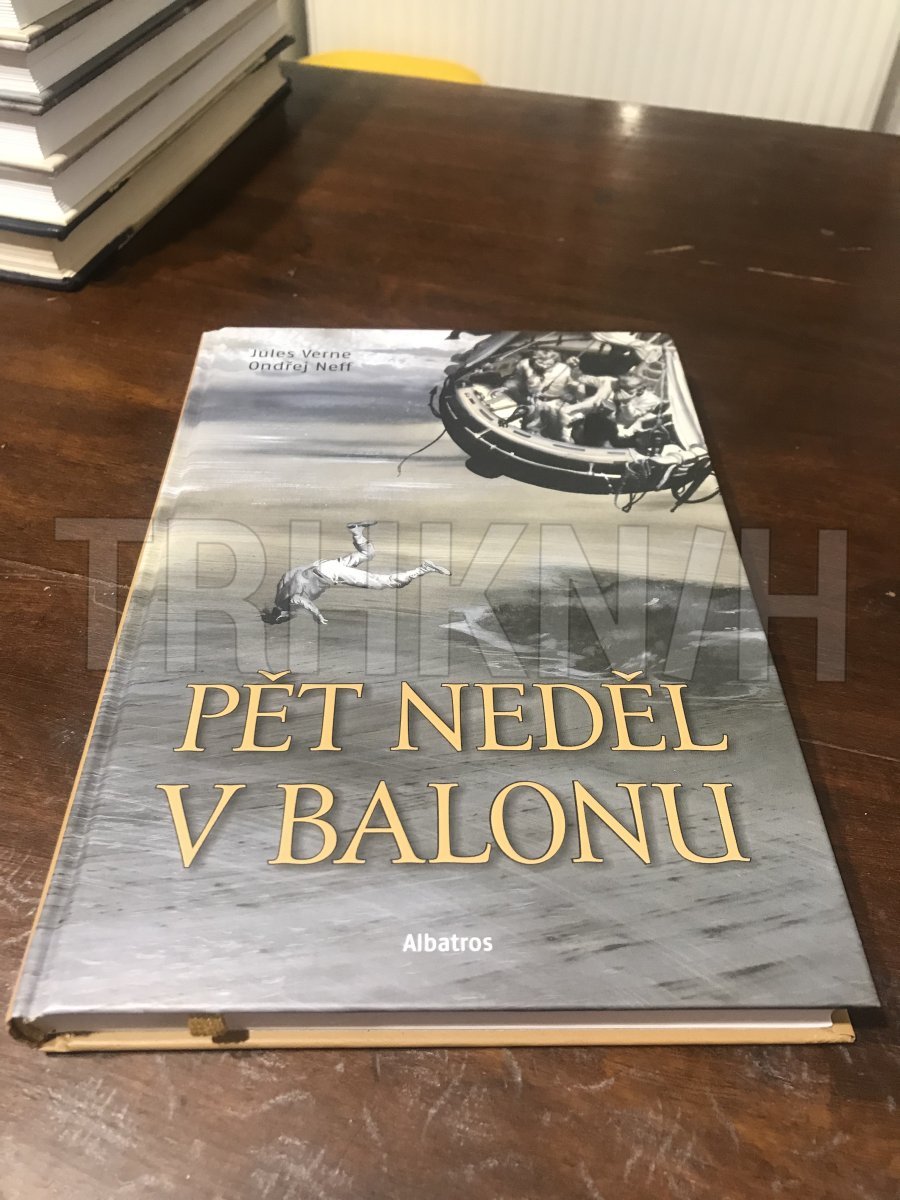 Jules Verne
Ondřej Neff
TRHKNIH
PĚT NEDĚL
V BALONU
Albatros